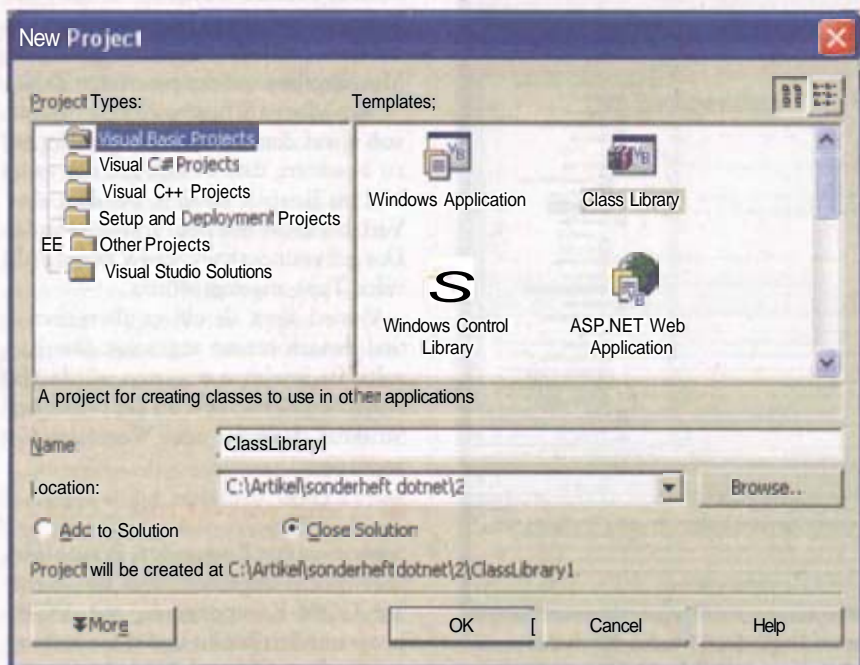 New Project
Project Types:
Templates;
Visual Basic Projects
Visual C# Projects
Visual C++ Projects
Setup and Deployment Projects
EE Other Projects
Visual Studio Solutions
Windows Application
Class Library
S
Windows Control
Library
ASP.NET Web
Application
A project for creating classes to use in other applications
Name
ClassLibraryl
Location:
C:\Artikel\sonderheft dotnet\2
Browse..
Add to Solution
Close Solution
Project will be created at C:\Artikel\sonderheft dotnet\2\ClassLibrary1.
More
OK
[
Cancel
Help